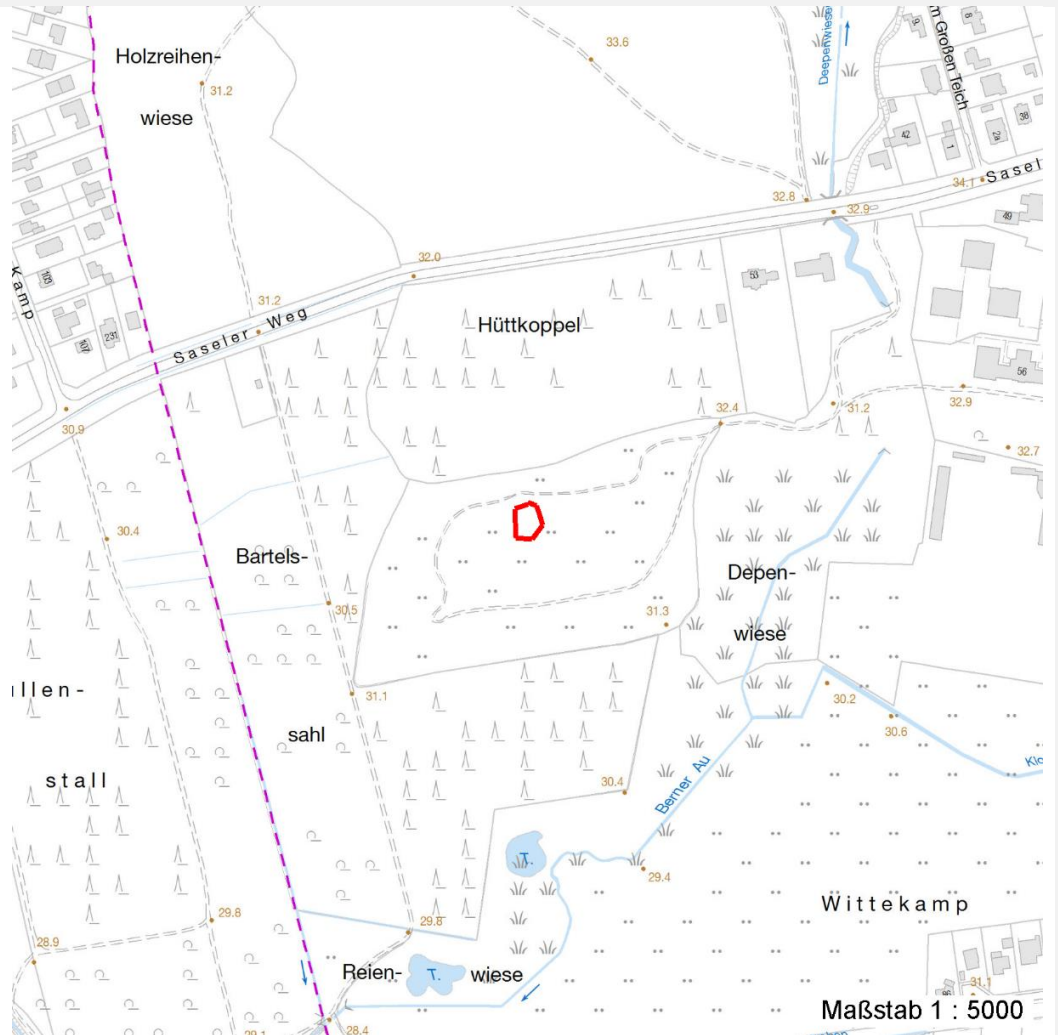 Holzreihen-
wiese
31.2
33.6
Deepenwiese
m Großen Teich
9
8
42
1
2a
38
34.1
Sasel
32.8
32.9
49
103
kamp
107
231
32.0
31.2
Saseler Weg
Hüttkoppel
53
56
30.9
32.4
31.2
32.9
32.7
30.4
Bartels-
30.5
Depen-
wiese
31.3
31.1
30.2
30.6
llen-
stall
sahl
30.4
Berner Au
T.
29.4
Wittekamp
29.8
29.8
28.9
Reien-
wiese
T.
31.1
28.4
29.1
Maßstab 1 : 5000